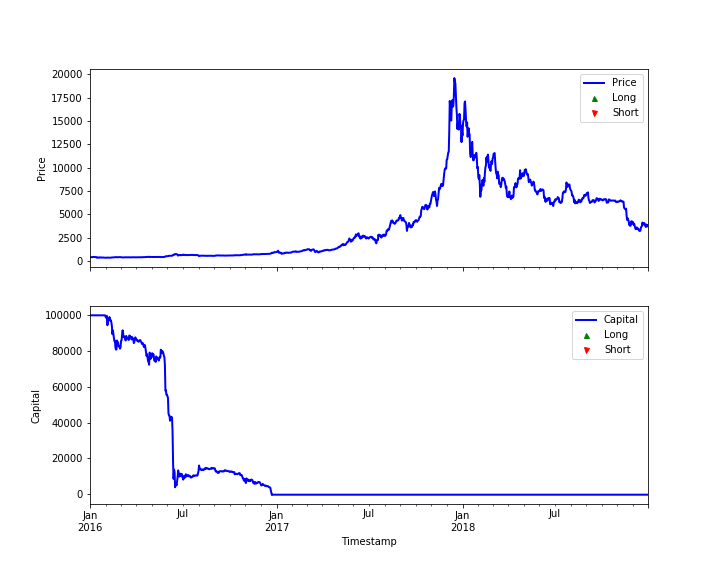 20000
17500
15000
12500
10000
7500
5000
2500
0
Price
Price
Long
Short
100000
80000
60000
40000
20000
0
Capital
Capital
Long
Short
Jan
2016
Jul
Jan
2017
Jul
Jan
2018
Jul
Timestamp